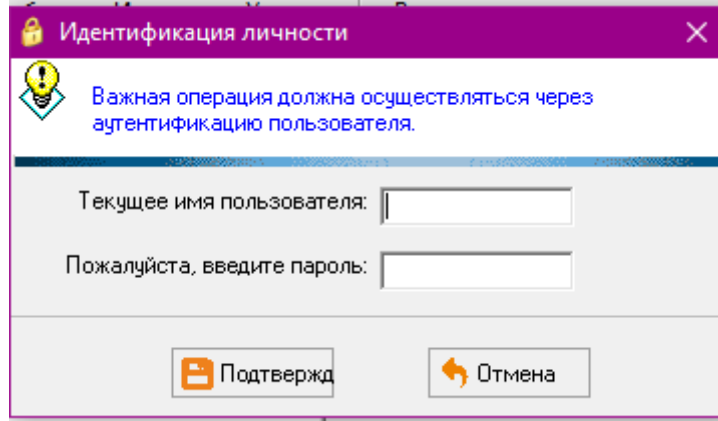 Идентификация личности
Важная операция должна осуществляться через
аутентификацию пользователя.
Текущее имя пользователя:
Пожалуйста, введите пароль:
Подтвержд
Отмена